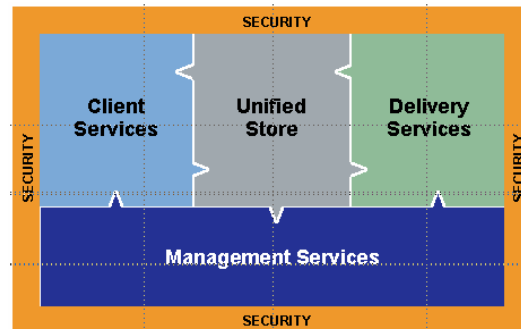 SECURITY
Client
Services
Unified
Store
Delivery
Services
SECURITY
SECURITY
Management Services
SECURITY